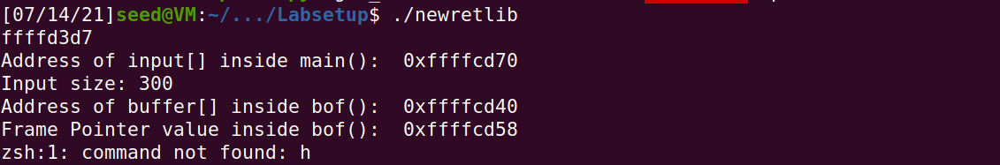 [07/14/21]seed@VM:~/.../Labsetup$ ./newretlib
ffffd3d7
Address of input[] inside main():  0xffffcd70
Input size: 300
Address of buffer[] inside bof():  0xffffcd40
Frame Pointer value inside bof():  0xffffcd58
zsh:1: command not found: h